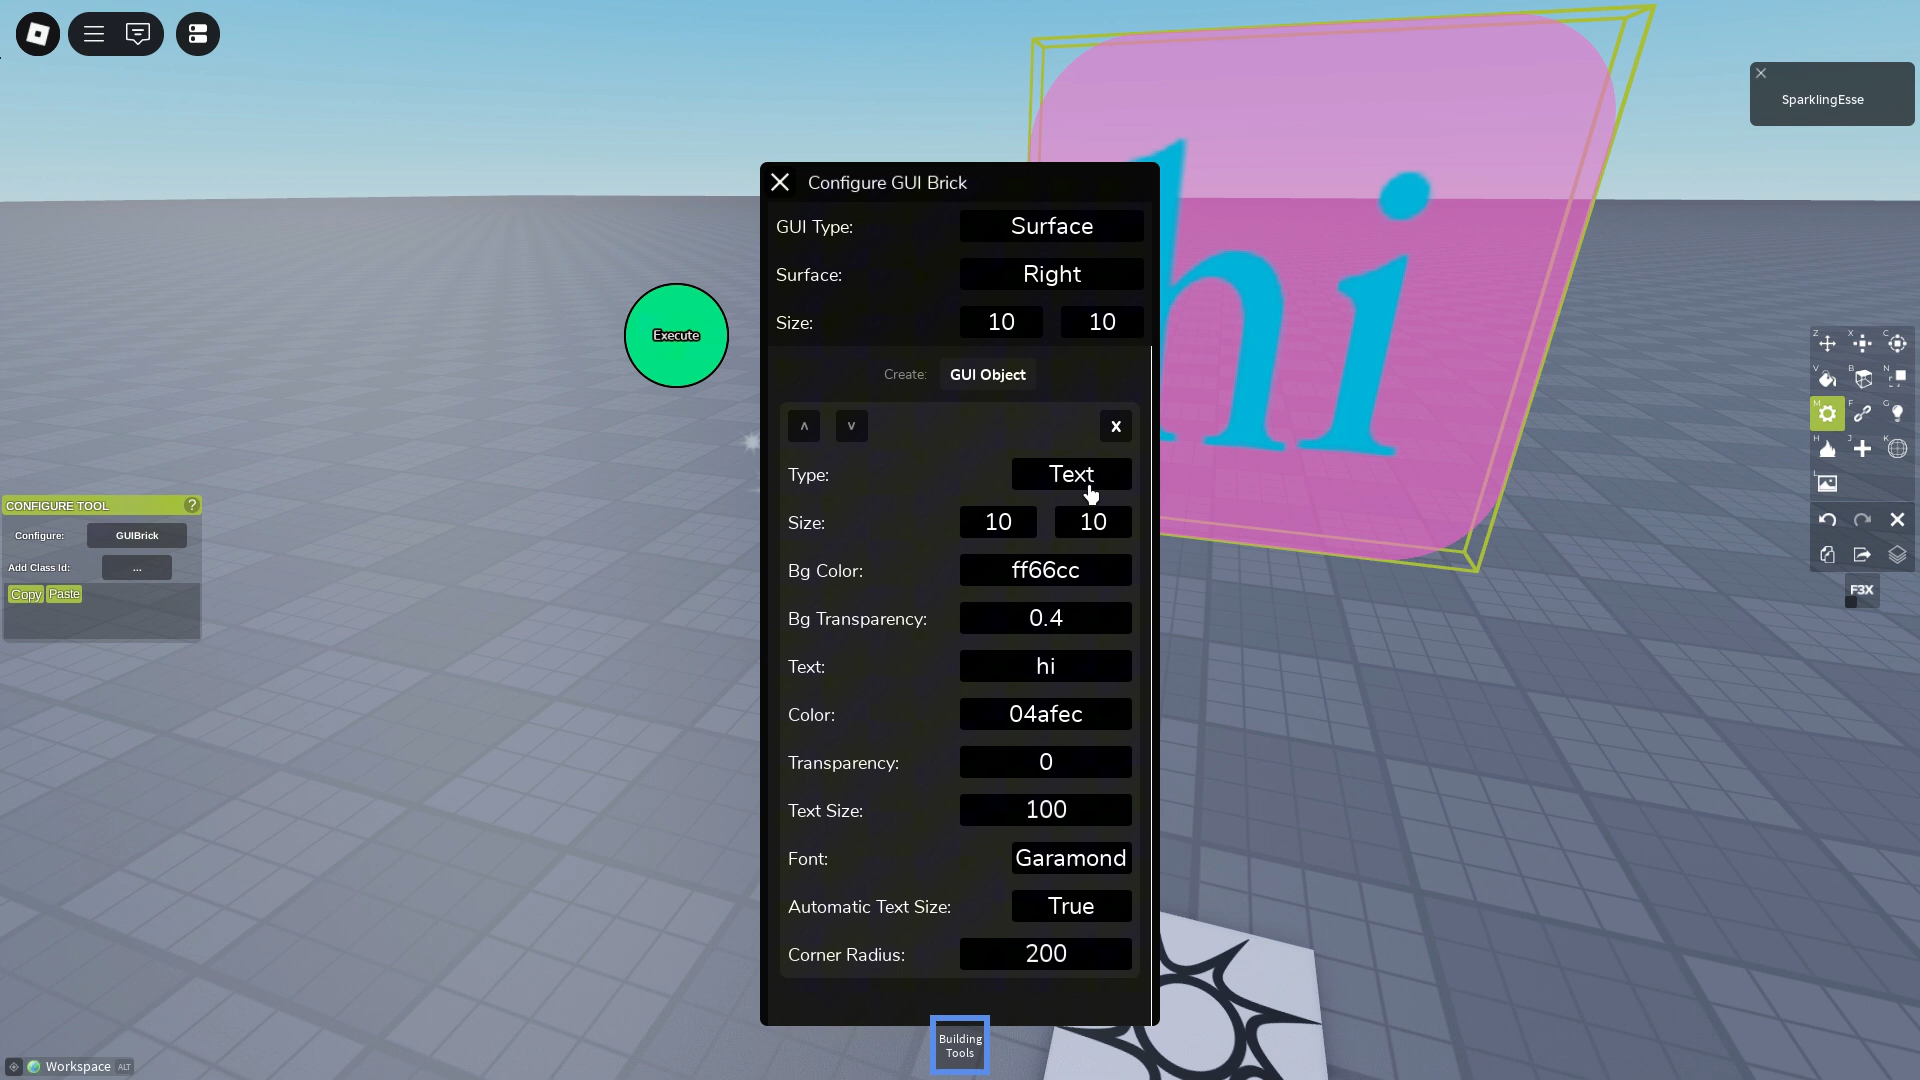 SparklingEsse
hi
Configure GUI Brick
GUI Type: Surface
Surface: Right
Size: 10 10
Create: GUI Object
ʌ v x
Type: Text
Size: 10 10
Bg Color: ff66cc
Bg Transparency: 0.4
Text: hi
Color: 04afec
Transparency: 0
Text Size: 100
Font: Garamond
Automatic Text Size: True
Corner Radius: 200
Execute
CONFIGURE TOOL ?
Configure: GUIBrick
Add Class Id: ...
Copy Paste
Z X C
V B N
M F G
H J K
L
F3X
Building
Tools
Workspace ALT